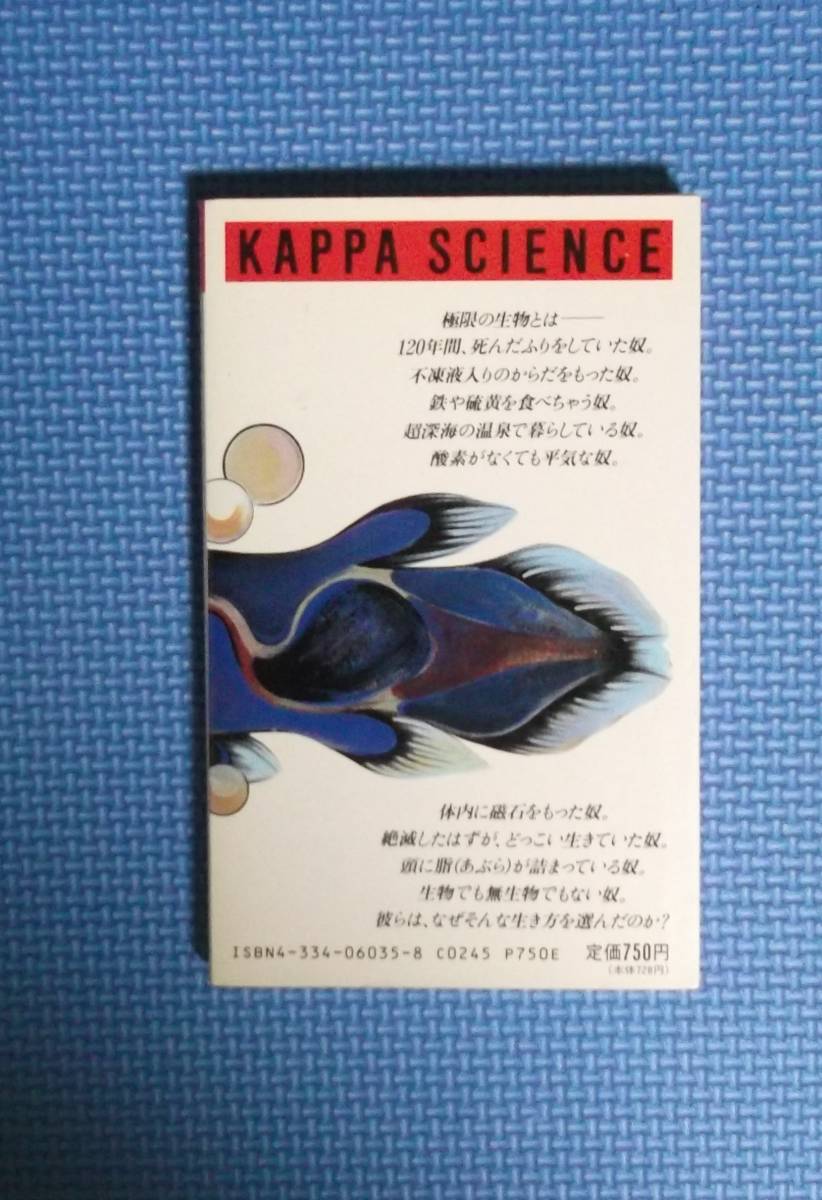 KAPPA SCIENCE
極限の生物とは――
120年間、死んだふりをしていた奴。
不凍液入りのからだをもった奴。
鉄や硫黄を食べちゃう奴。
超深海の温泉で暮らしている奴。
酸素がなくても平気な奴。
体内に磁石をもった奴。
絶滅したはずが、どっこい生きていた奴。
頭に脂(あぶら)が詰まっている奴。
生物でも無生物でもない奴。
彼らは、なぜそんな生き方を選んだのか?
ISBN4-334-06035-8 C0245 P750E 定価750円
(本体728円)